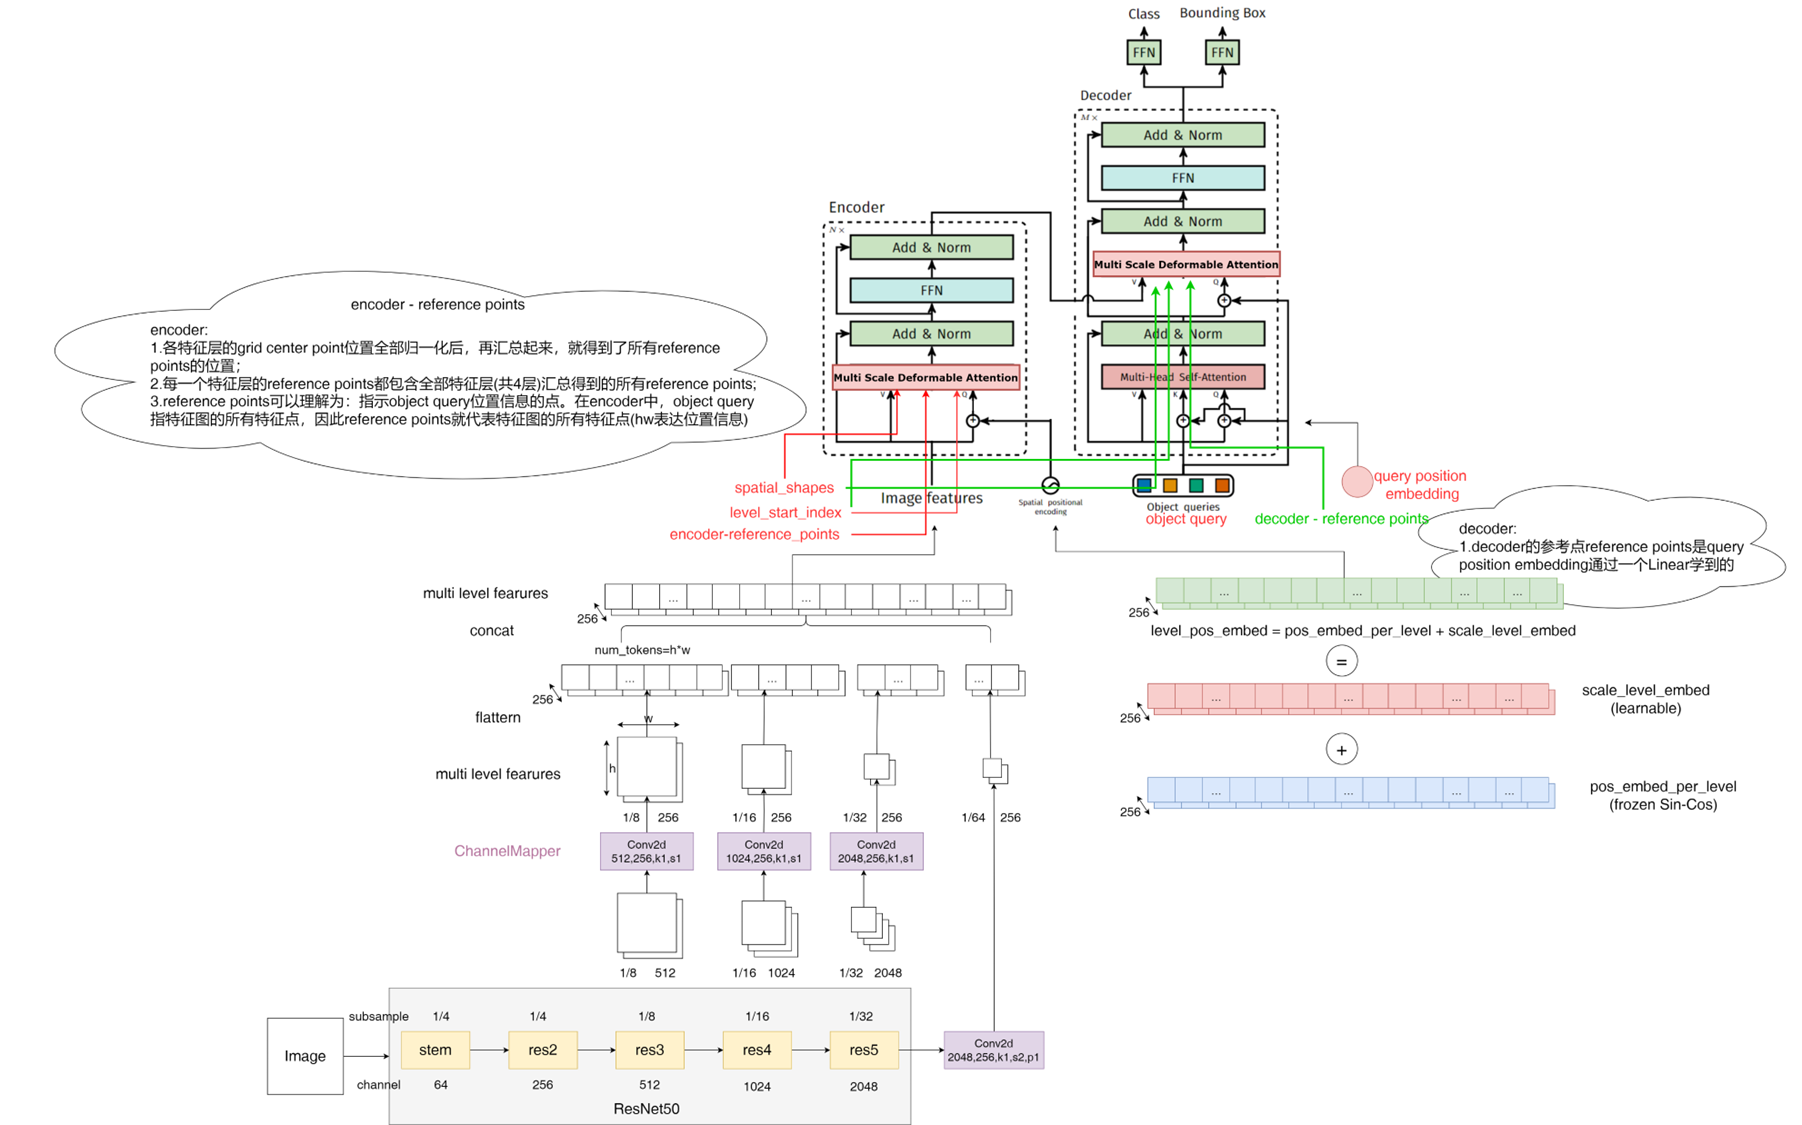 Class
Bounding Box
FFN
FFN
Decoder
M×
Add & Norm
FFN
Add & Norm
Multi Scale Deformable Attention
V
Q
Add & Norm
Multi-Head Self-Attention
V
K
Q
Encoder
N×
Add & Norm
FFN
Add & Norm
Multi Scale Deformable Attention
V
Q
encoder - reference points
encoder:
1.各特征层的grid center point位置全部归一化后，再汇总起来，就得到了所有reference
points的位置；
2.每一个特征层的reference points都包含全部特征层(共4层)汇总得到的所有reference points;
3.reference points可以理解为：指示object query位置信息的点。在encoder中，object query
指特征图的所有特征点，因此reference points就代表特征图的所有特征点(hw表达位置信息)
spatial_shapes
level_start_index
encoder-reference_points
Image features
Spatial positional
encoding
Object queries
object query
decoder - reference points
query position
embedding
decoder:
1.decoder的参考点reference points是query
position embedding通过一个Linear学到的
multi level fearures
... ... ... ...
256
concat
num_tokens=h*w
... ... ... ...
256
flattern
w
h
multi level fearures
1/8 256
1/16 256
1/32 256
1/64 256
ChannelMapper
Conv2d
512,256,k1,s1
Conv2d
1024,256,k1,s1
Conv2d
2048,256,k1,s1
1/8 512
1/16 1024
1/32 2048
Image
subsample
1/4
1/4
1/8
1/16
1/32
stem
res2
res3
res4
res5
channel
64
256
512
1024
2048
ResNet50
Conv2d
2048,256,k1,s2,p1
... ... ... ...
256
level_pos_embed = pos_embed_per_level + scale_level_embed
=
... ... ... ...
256
scale_level_embed
(learnable)
+
... ... ... ...
256
pos_embed_per_level
(frozen Sin-Cos)